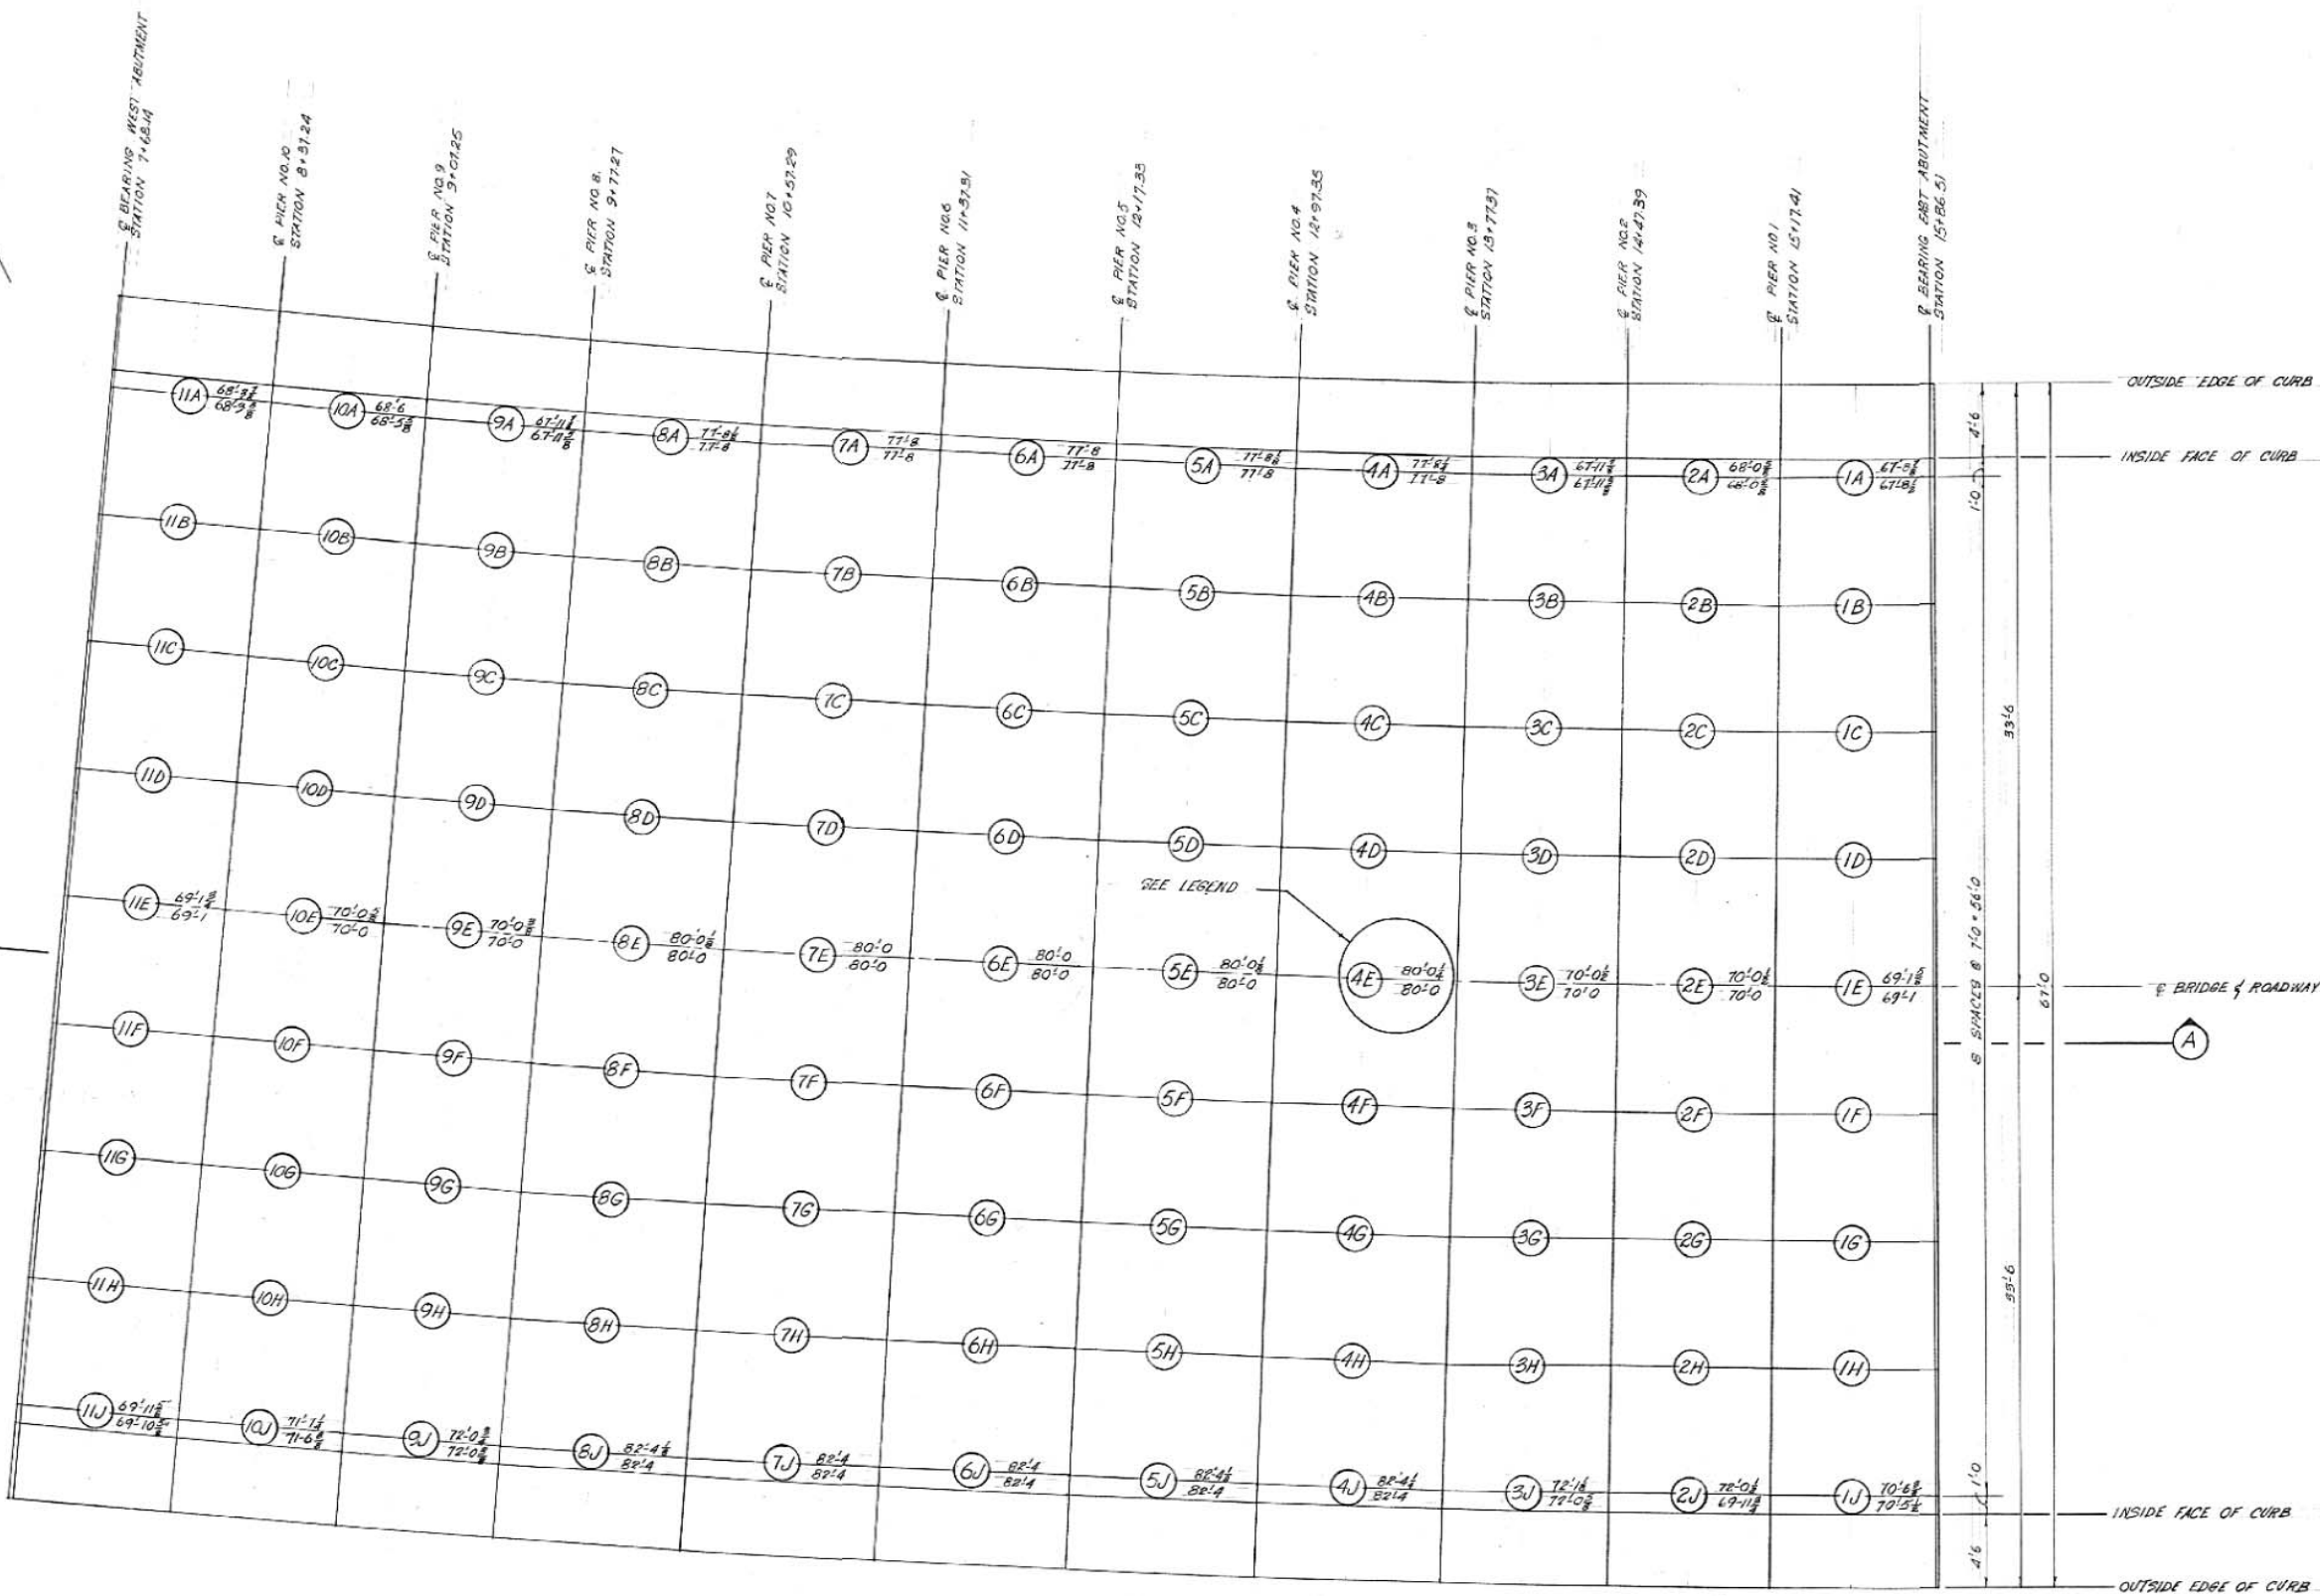 ℄ BEARING WEST ABUTMENT
STATION 7+68.14
℄ PIER NO.10
STATION 8+37.24
℄ PIER NO.9
STATION 9+07.25
℄ PIER NO.8.
STATION 9+77.27
℄ PIER NO.7
STATION 10+57.29
℄ PIER NO.6
STATION 11+37.31
℄ PIER NO.5
STATION 12+17.33
℄ PIER NO.4
STATION 12+97.35
℄ PIER NO.3
STATION 13+77.37
℄ PIER NO.2
STATION 14+47.39
℄ PIER NO.1
STATION 15+17.41
℄ BEARING EAST ABUTMENT
STATION 15+86.51
OUTSIDE EDGE OF CURB
4'-6
INSIDE FACE OF CURB
1'-0
11A
10A 68'-6
9A
8A 77'-8
7A 77'-8 77'-8
6A 77'-8 77'-8
5A 77'-8
4A 77'-8
3A
2A
1A
11B 10B 9B 8B 7B 6B 5B 4B 3B 2B 1B
11C 10C 9C 8C 7C 6C 5C 4C 3C 2C 1C
33'-6
11D 10D 9D 8D 7D 6D 5D 4D 3D 2D 1D
SEE LEGEND
8 SPACES @ 7'-0 = 56'-0
67'-0
11E 69'-1
10E 70'-0
9E 70'-0
8E 80'-0
7E 80'-0 80'-0
6E 80'-0 80'-0
5E 80'-0
4E 80'-0
3E 70'-0
2E 70'-0
1E 69'-1
℄ BRIDGE & ROADWAY
A
11F 10F 9F 8F 7F 6F 5F 4F 3F 2F 1F
11G 10G 9G 8G 7G 6G 5G 4G 3G 2G 1G
33'-6
11H 10H 9H 8H 7H 6H 5H 4H 3H 2H 1H
11J
10J
9J
8J 82'-4
7J 82'-4 82'-4
6J 82'-4 82'-4
5J 82'-4
4J 82'-4
3J
2J
1J
1'-0
INSIDE FACE OF CURB
4'-6
OUTSIDE EDGE OF CURB